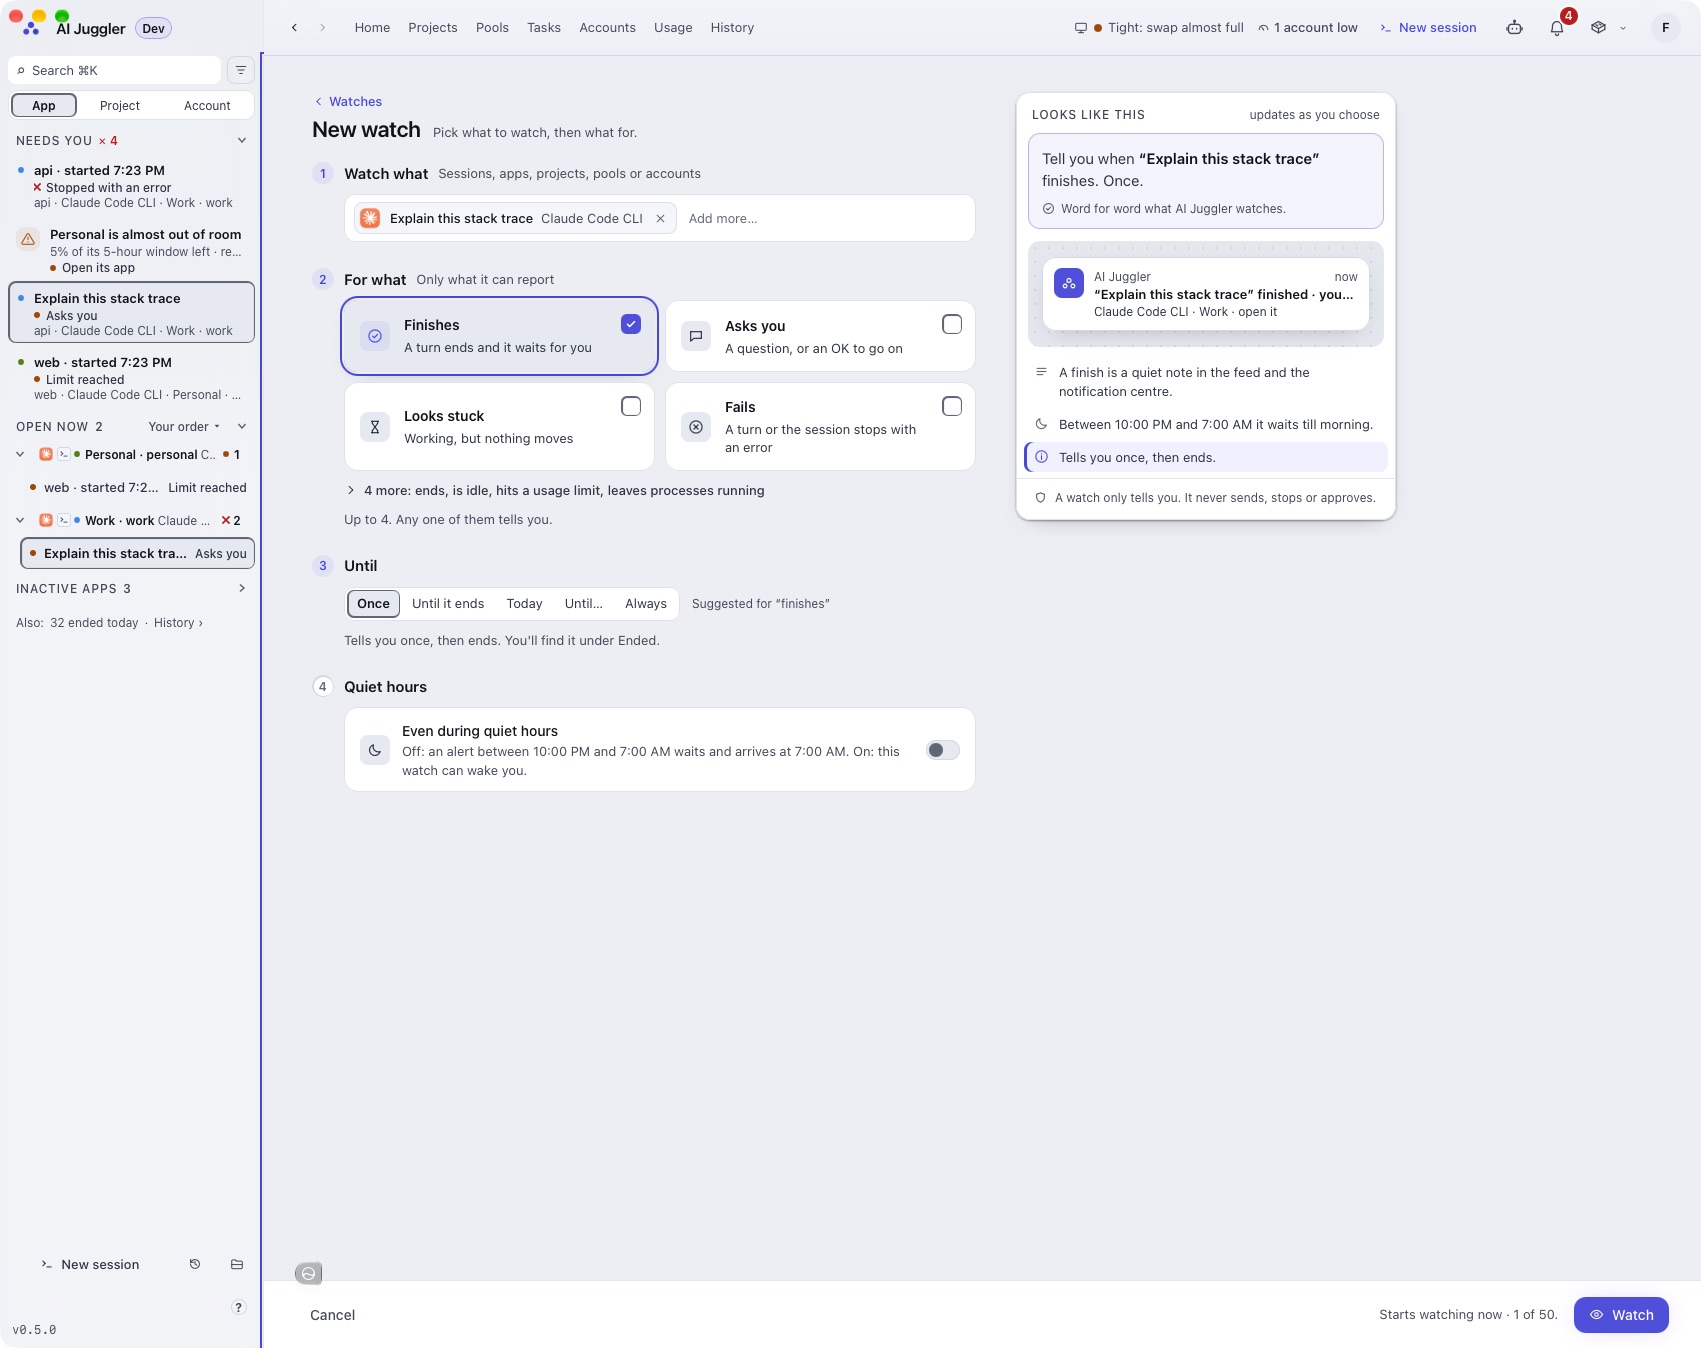 AI Juggler Dev
Search ⌘K
App Project Account
NEEDS YOU × 4
api · started 7:23 PM
Stopped with an error
api · Claude Code CLI · Work · work
Personal is almost out of room
5% of its 5-hour window left · re...
Open its app
Explain this stack trace
Asks you
api · Claude Code CLI · Work · work
web · started 7:23 PM
Limit reached
web · Claude Code CLI · Personal · ...
OPEN NOW 2 Your order
Personal · personal C.. 1
web · started 7:2... Limit reached
Work · work Claude ... × 2
Explain this stack tra... Asks you
INACTIVE APPS 3
Also: 32 ended today · History ›
New session
?
v0.5.0
Home Projects Pools Tasks Accounts Usage History
Tight: swap almost full 1 account low New session 4 F
Watches
New watch Pick what to watch, then what for.
1 Watch what Sessions, apps, projects, pools or accounts
Explain this stack trace Claude Code CLI × Add more...
2 For what Only what it can report
Finishes
A turn ends and it waits for you
Asks you
A question, or an OK to go on
Looks stuck
Working, but nothing moves
Fails
A turn or the session stops with
an error
4 more: ends, is idle, hits a usage limit, leaves processes running
Up to 4. Any one of them tells you.
3 Until
Once Until it ends Today Until... Always Suggested for “finishes”
Tells you once, then ends. You'll find it under Ended.
4 Quiet hours
Even during quiet hours
Off: an alert between 10:00 PM and 7:00 AM waits and arrives at 7:00 AM. On: this
watch can wake you.
LOOKS LIKE THIS updates as you choose
Tell you when “Explain this stack trace”
finishes. Once.
Word for word what AI Juggler watches.
AI Juggler now
“Explain this stack trace” finished · you...
Claude Code CLI · Work · open it
A finish is a quiet note in the feed and the
notification centre.
Between 10:00 PM and 7:00 AM it waits till morning.
Tells you once, then ends.
A watch only tells you. It never sends, stops or approves.
Cancel
Starts watching now · 1 of 50. Watch